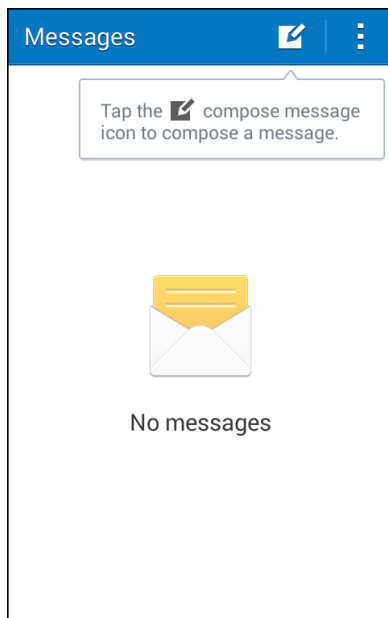 Messages
Tap the compose message
icon to compose a message.
No messages